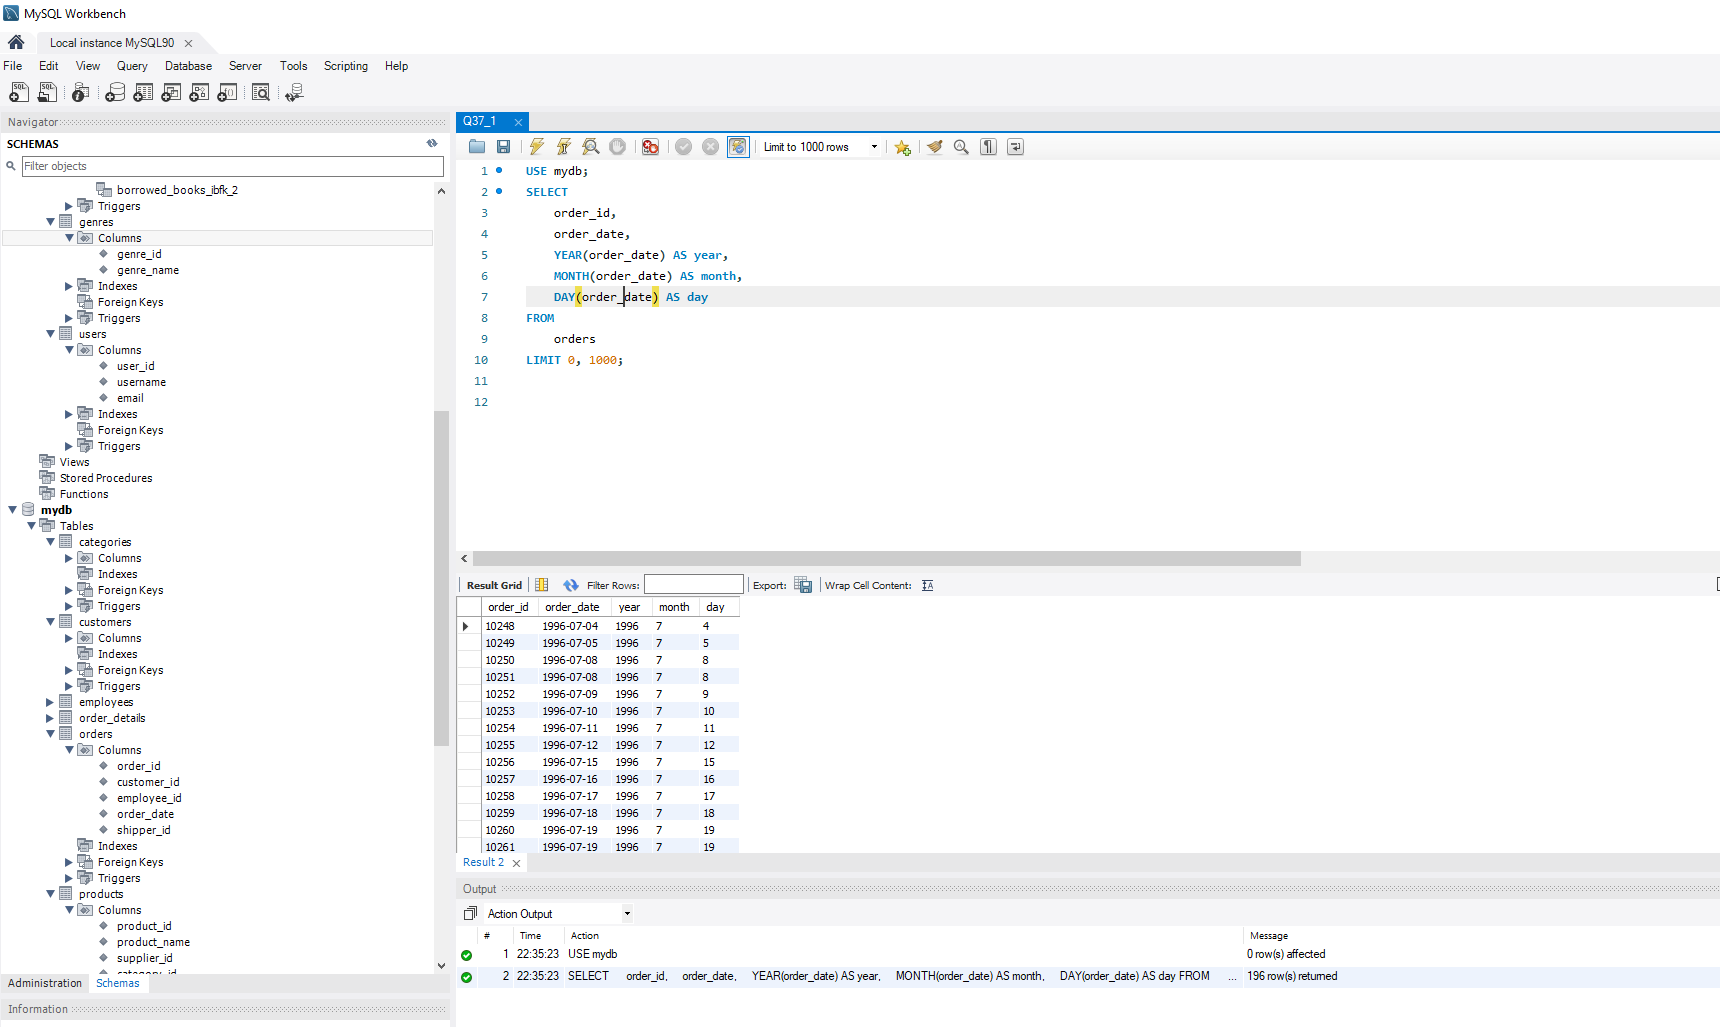 MySQL Workbench
Local instance MySQL90
File Edit View Query Database Server Tools Scripting Help
Navigator
SCHEMAS
Filter objects
borrowed_books_ibfk_2
Triggers
genres
Columns
genre_id
genre_name
Indexes
Foreign Keys
Triggers
users
Columns
user_id
username
email
Indexes
Foreign Keys
Triggers
Views
Stored Procedures
Functions
mydb
Tables
categories
Columns
Indexes
Foreign Keys
Triggers
customers
Columns
Indexes
Foreign Keys
Triggers
employees
order_details
orders
Columns
order_id
customer_id
employee_id
order_date
shipper_id
Indexes
Foreign Keys
Triggers
products
Columns
product_id
product_name
supplier_id
category_id
Administration Schemas
Information
Q37_1
Limit to 1000 rows
1 USE mydb;
2 SELECT
3 order_id,
4 order_date,
5 YEAR(order_date) AS year,
6 MONTH(order_date) AS month,
7 DAY(order_date) AS day
8 FROM
9 orders
10 LIMIT 0, 1000;
11
12
Result Grid Filter Rows: Export: Wrap Cell Content:
order_id order_date year month day
10248 1996-07-04 1996 7 4
10249 1996-07-05 1996 7 5
10250 1996-07-08 1996 7 8
10251 1996-07-08 1996 7 8
10252 1996-07-09 1996 7 9
10253 1996-07-10 1996 7 10
10254 1996-07-11 1996 7 11
10255 1996-07-12 1996 7 12
10256 1996-07-15 1996 7 15
10257 1996-07-16 1996 7 16
10258 1996-07-17 1996 7 17
10259 1996-07-18 1996 7 18
10260 1996-07-19 1996 7 19
10261 1996-07-19 1996 7 19
Result 2
Output
Action Output
# Time Action Message
1 22:35:23 USE mydb 0 row(s) affected
2 22:35:23 SELECT order_id, order_date, YEAR(order_date) AS year, MONTH(order_date) AS month, DAY(order_date) AS day FROM ... 196 row(s) returned